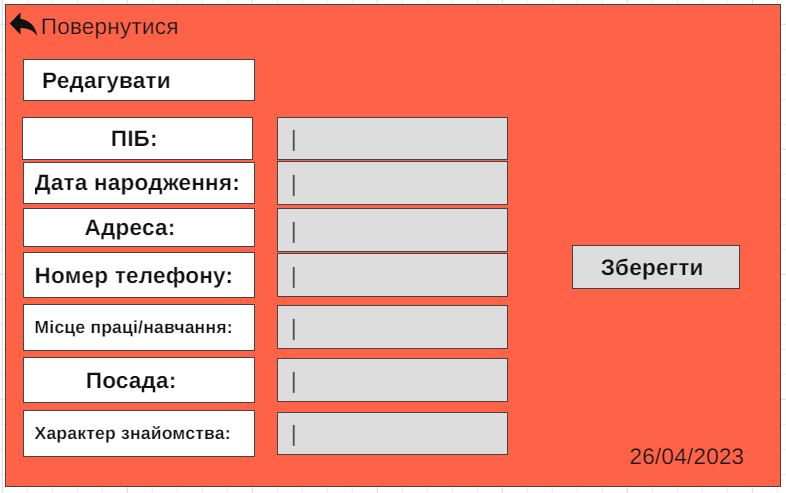 Повернутися
Редагувати
ПІБ:
Дата народження:
Адреса:
Номер телефону:
Зберегти
Місце праці/навчання:
Посада:
Характер знайомства:
26/04/2023